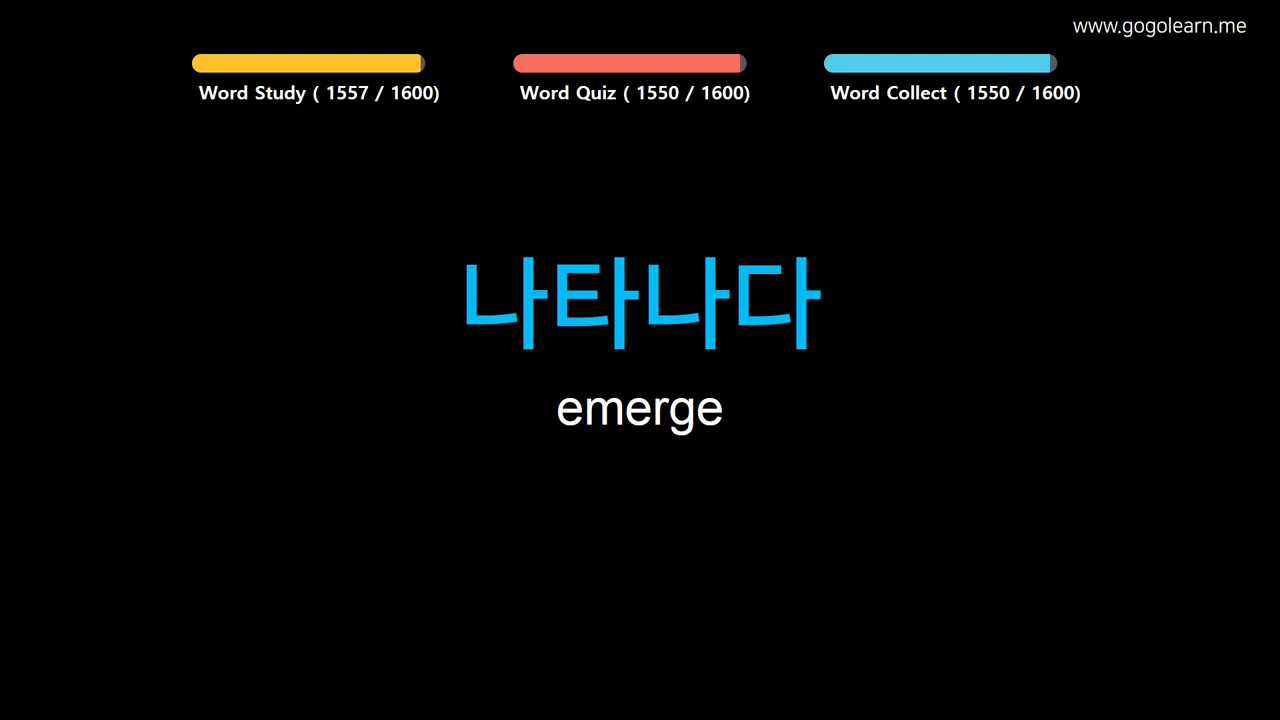 www.gogolearn.me
Word Study ( 1557 / 1600)
Word Quiz ( 1550 / 1600)
Word Collect ( 1550 / 1600)
나타나다
emerge